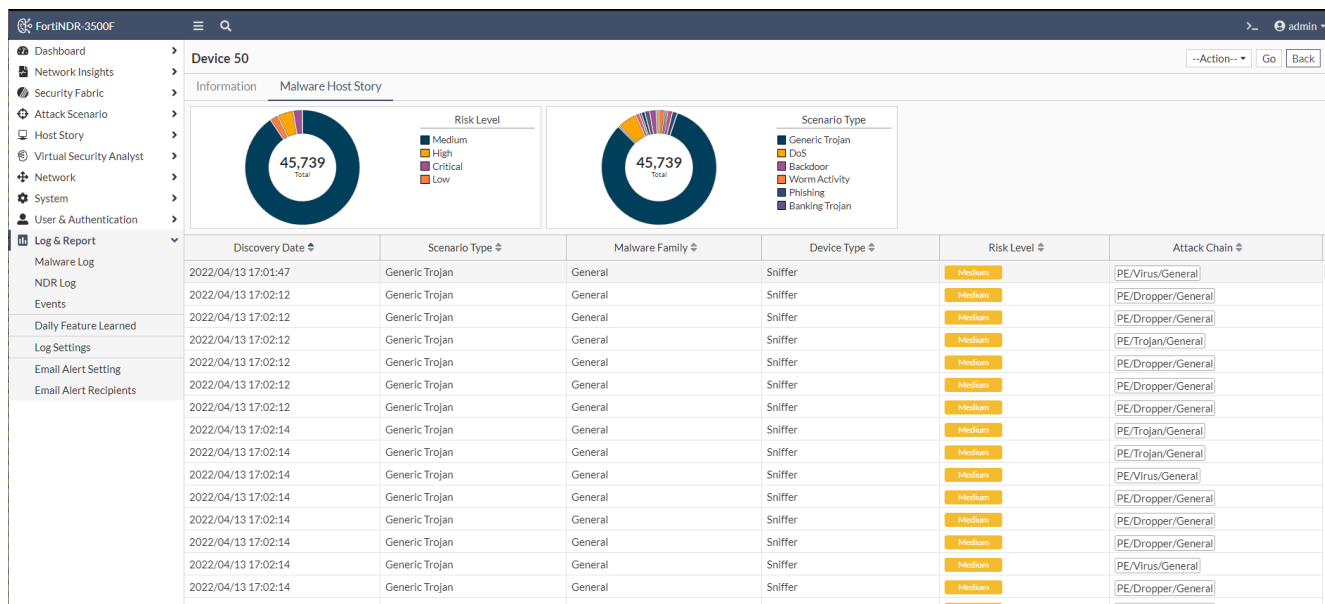 FortiNDR-3500F
>_ admin
Dashboard
Network Insights
Security Fabric
Attack Scenario
Host Story
Virtual Security Analyst
Network
System
User & Authentication
Log & Report
Malware Log
NDR Log
Events
Daily Feature Learned
Log Settings
Email Alert Setting
Email Alert Recipients
Device 50
--Action-- Go Back
Information Malware Host Story
45,739
Total
Risk Level
Medium
High
Critical
Low
45,739
Total
Scenario Type
Generic Trojan
DoS
Backdoor
Worm Activity
Phishing
Banking Trojan
Discovery Date Scenario Type Malware Family Device Type Risk Level Attack Chain
2022/04/13 17:01:47 Generic Trojan General Sniffer Medium PE/Virus/General
2022/04/13 17:02:12 Generic Trojan General Sniffer Medium PE/Dropper/General
2022/04/13 17:02:12 Generic Trojan General Sniffer Medium PE/Dropper/General
2022/04/13 17:02:12 Generic Trojan General Sniffer Medium PE/Trojan/General
2022/04/13 17:02:12 Generic Trojan General Sniffer Medium PE/Dropper/General
2022/04/13 17:02:12 Generic Trojan General Sniffer Medium PE/Dropper/General
2022/04/13 17:02:12 Generic Trojan General Sniffer Medium PE/Dropper/General
2022/04/13 17:02:14 Generic Trojan General Sniffer Medium PE/Trojan/General
2022/04/13 17:02:14 Generic Trojan General Sniffer Medium PE/Trojan/General
2022/04/13 17:02:14 Generic Trojan General Sniffer Medium PE/Virus/General
2022/04/13 17:02:14 Generic Trojan General Sniffer Medium PE/Dropper/General
2022/04/13 17:02:14 Generic Trojan General Sniffer Medium PE/Dropper/General
2022/04/13 17:02:14 Generic Trojan General Sniffer Medium PE/Dropper/General
2022/04/13 17:02:14 Generic Trojan General Sniffer Medium PE/Virus/General
2022/04/13 17:02:14 Generic Trojan General Sniffer Medium PE/Dropper/General